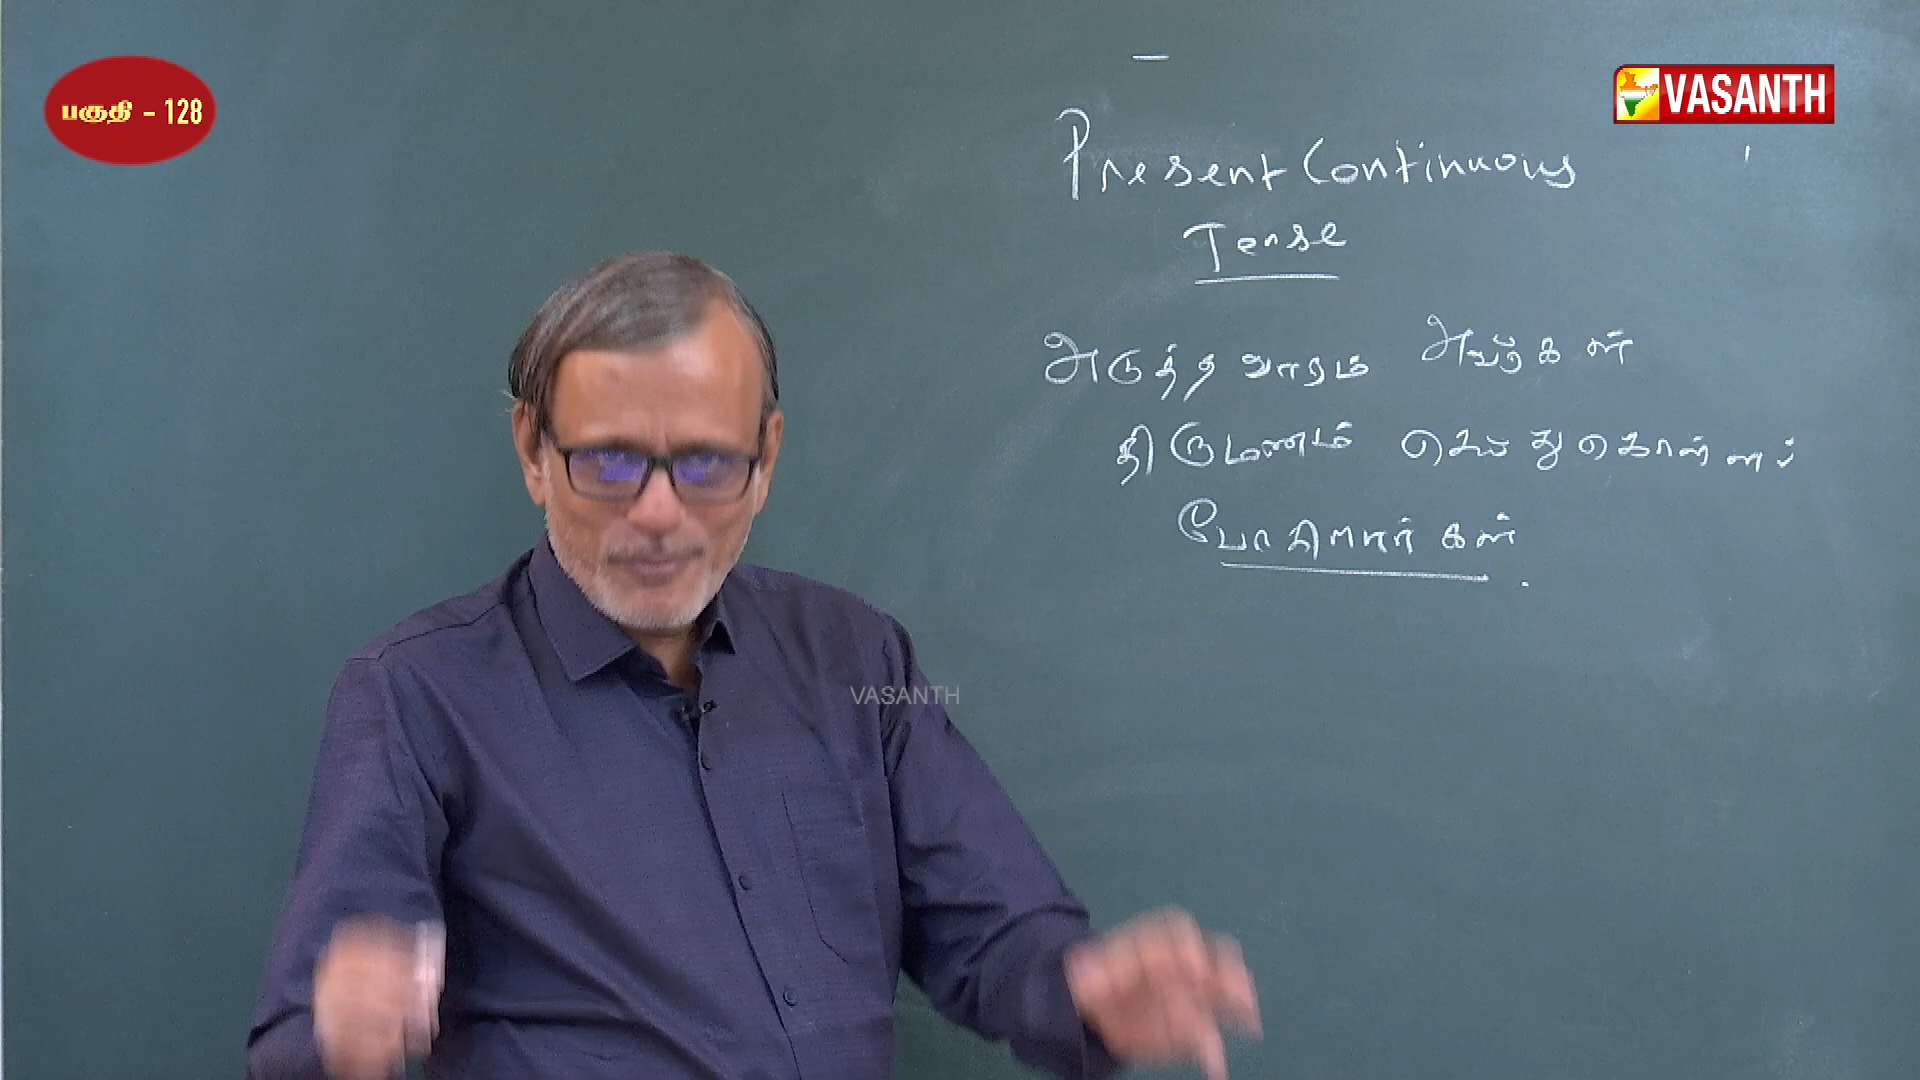 பகுதி - 128
VASANTH
Present Continuous
Tense
அடுத்த வாரம் அவர்கள்
திருமணம் செய்துகொள்ளப்
போகிறார்கள்
VASANTH